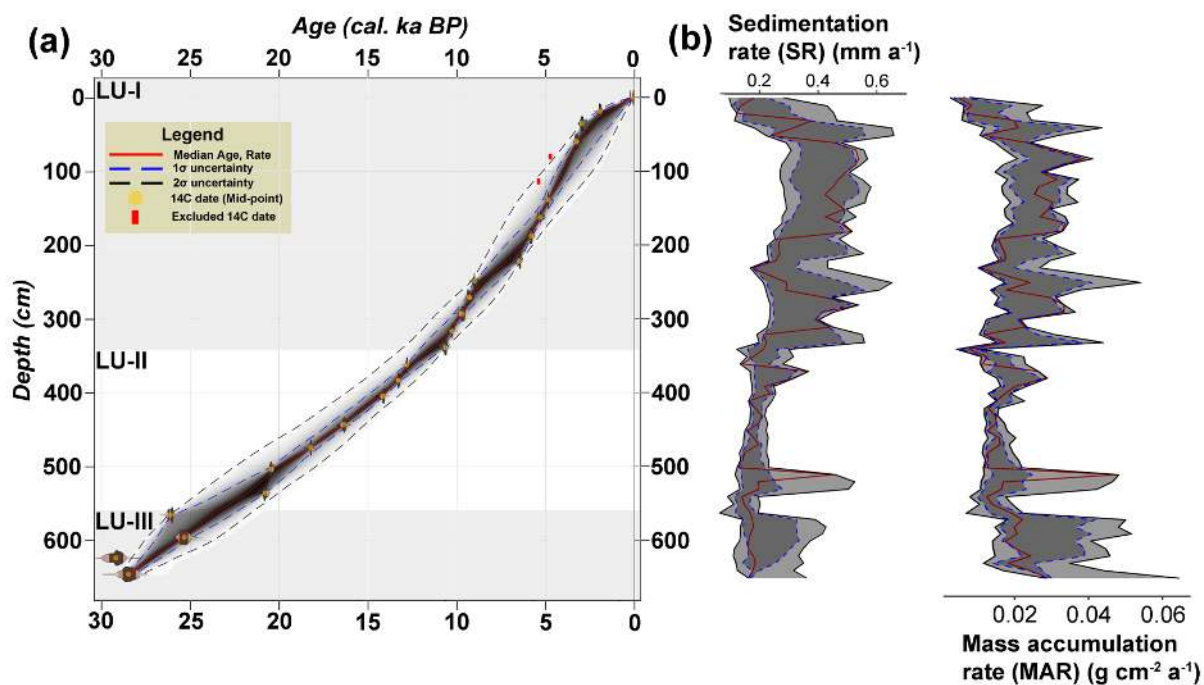 (a)
Age (cal. ka BP)
30 25 20 15 10 5 0
LU-I
Legend
Median Age, Rate
1σ uncertainty
2σ uncertainty
14C date (Mid-point)
Excluded 14C date
LU-II
LU-III
Depth (cm)
0
100
200
300
400
500
600
0
100
200
300
400
500
600
30 25 20 15 10 5 0
(b)
Sedimentation
rate (SR) (mm a⁻¹)
0.2 0.4 0.6
0.02 0.04 0.06
Mass accumulation
rate (MAR) (g cm⁻² a⁻¹)